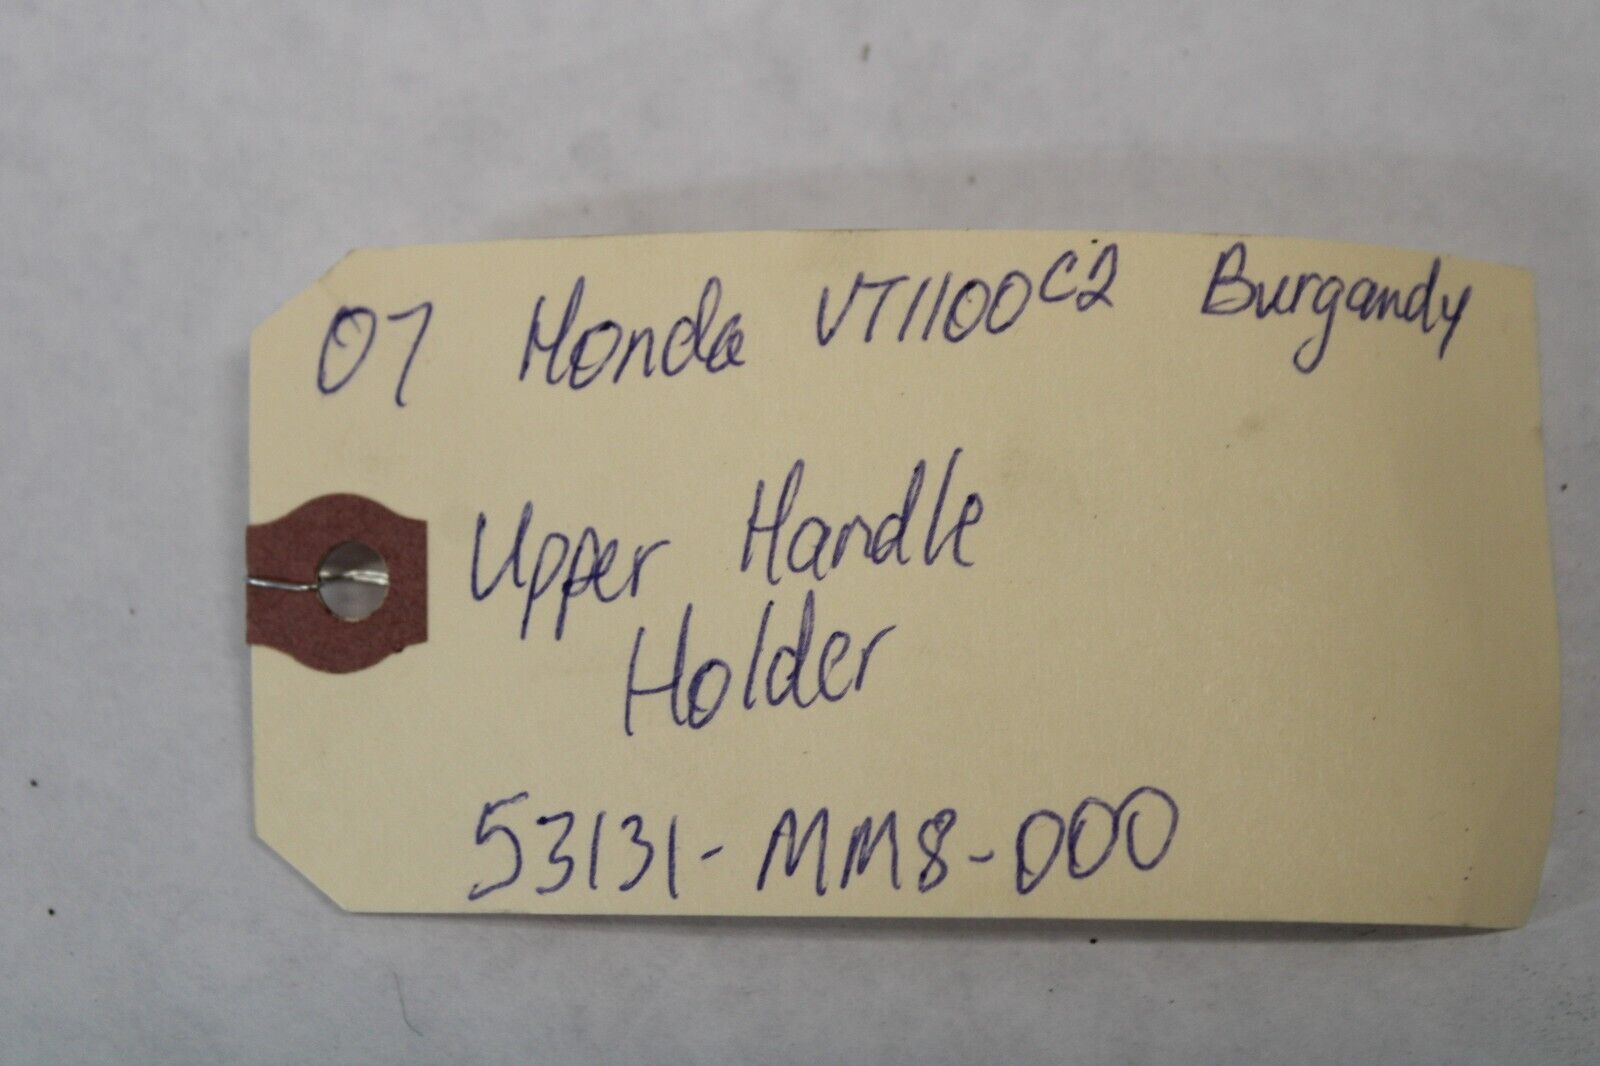 07 Honda VT1100C2 Burgandy
Upper Handle
Holder
53131-MM8-000